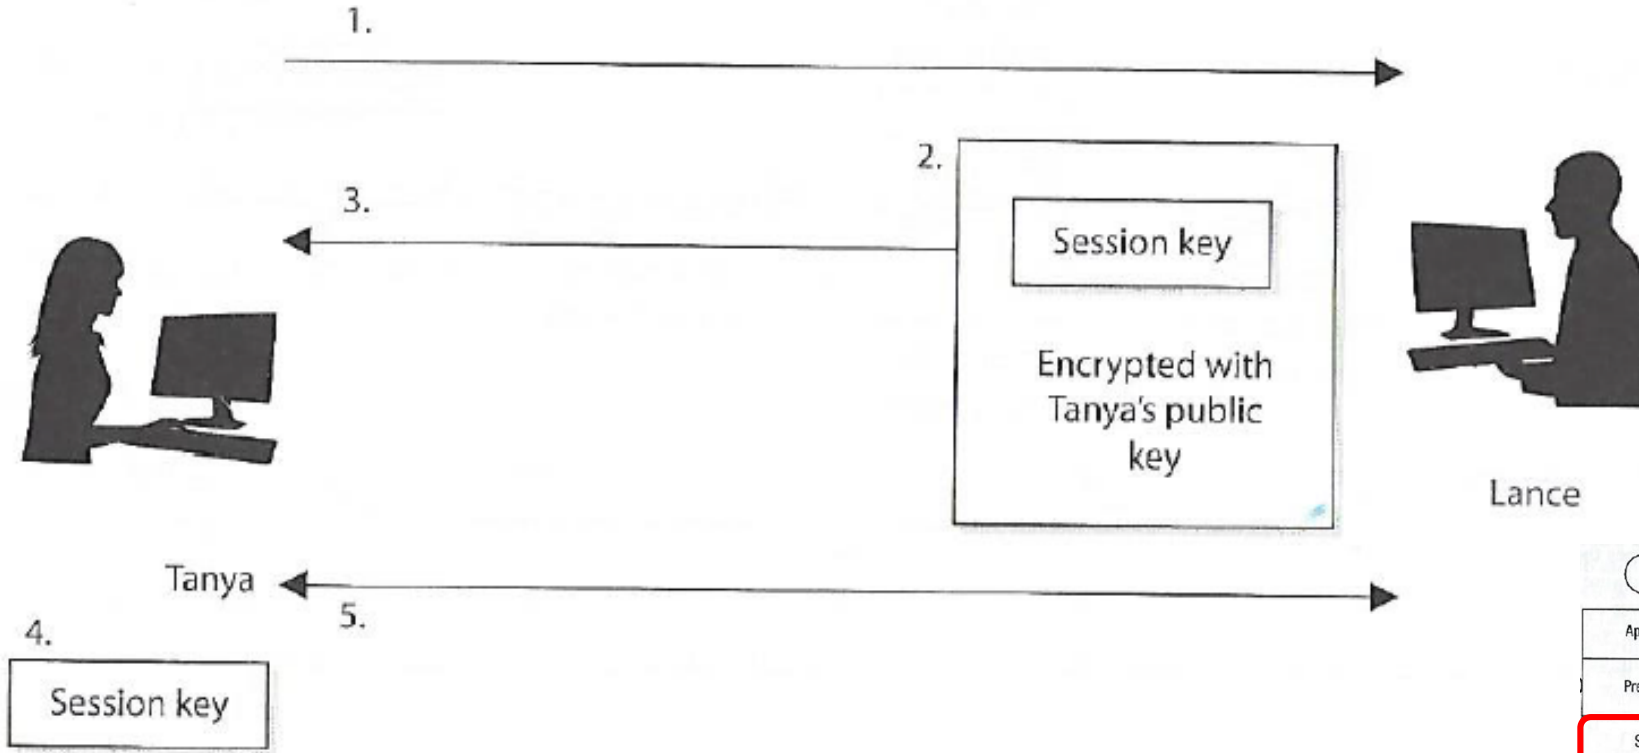 1.
2.
3.
Session key
Encrypted with
Tanya's public
key
Lance
Tanya
5.
4.
Session key